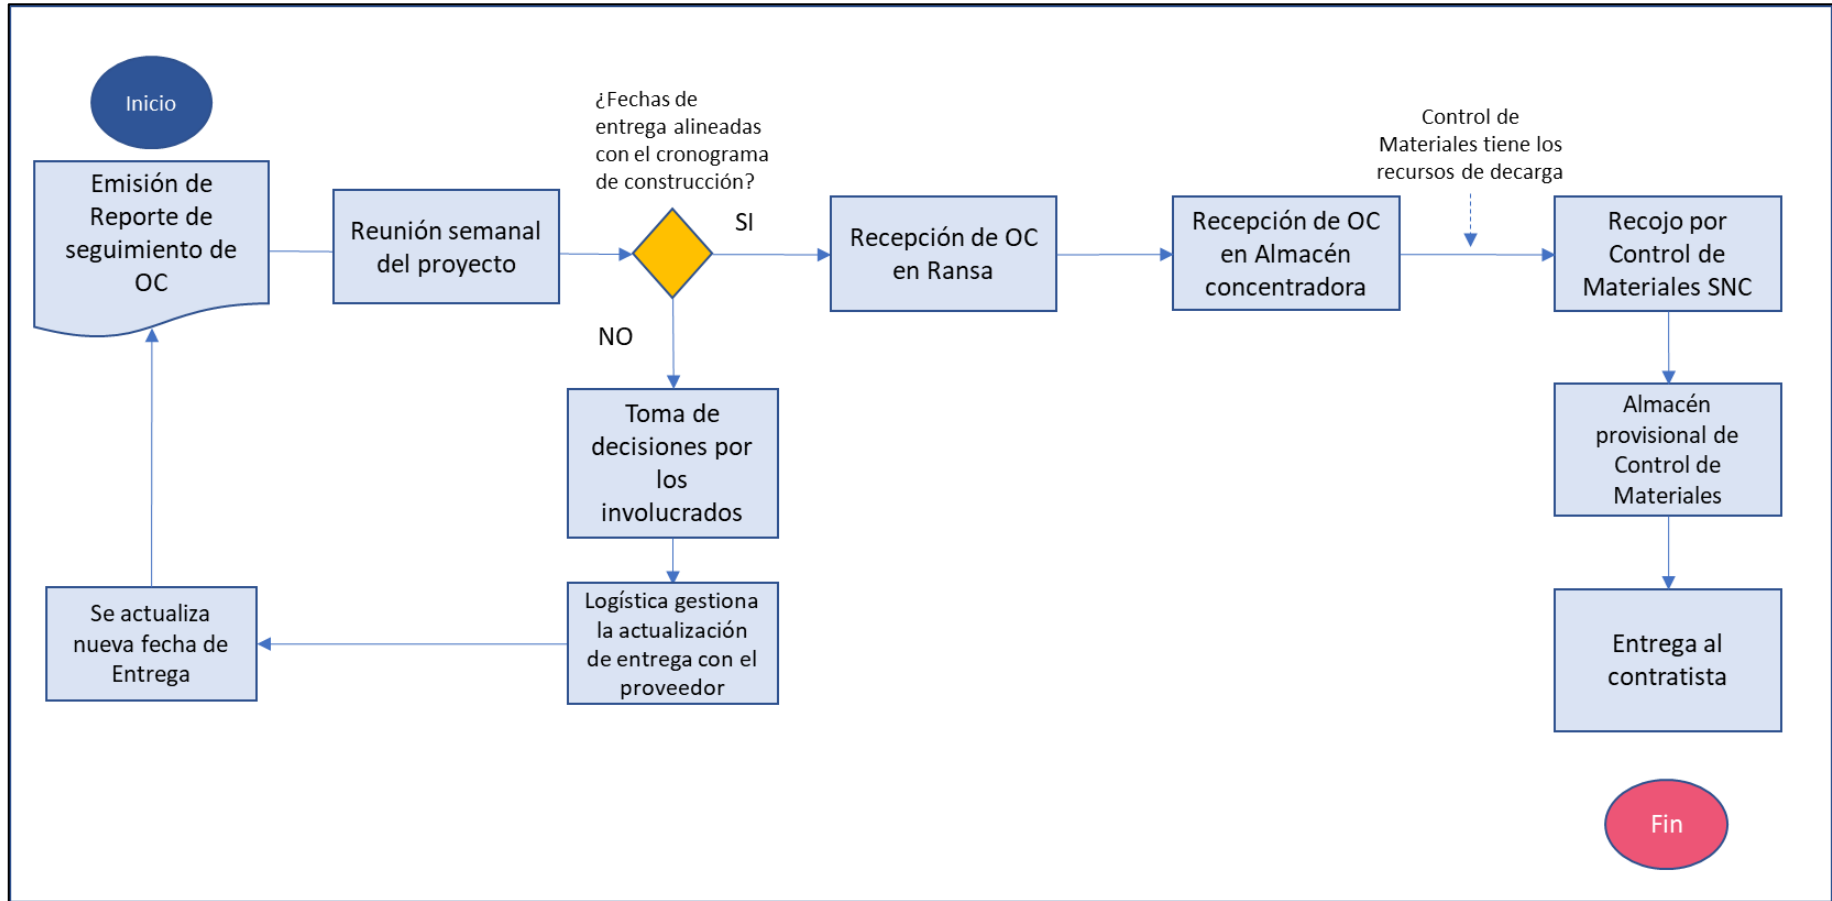 Inicio
Emisión de
Reporte de
seguimiento de
OC
Reunión semanal
del proyecto
¿Fechas de
entrega alineadas
con el cronograma
de construcción?
SI
NO
Recepción de OC
en Ransa
Recepción de OC
en Almacén
concentradora
Control de
Materiales tiene los
recursos de decarga
Recojo por
Control de
Materiales SNC
Toma de
decisiones por
los
involucrados
Almacén
provisional de
Control de
Materiales
Logística gestiona
la actualización
de entrega con el
proveedor
Se actualiza
nueva fecha de
Entrega
Entrega al
contratista
Fin